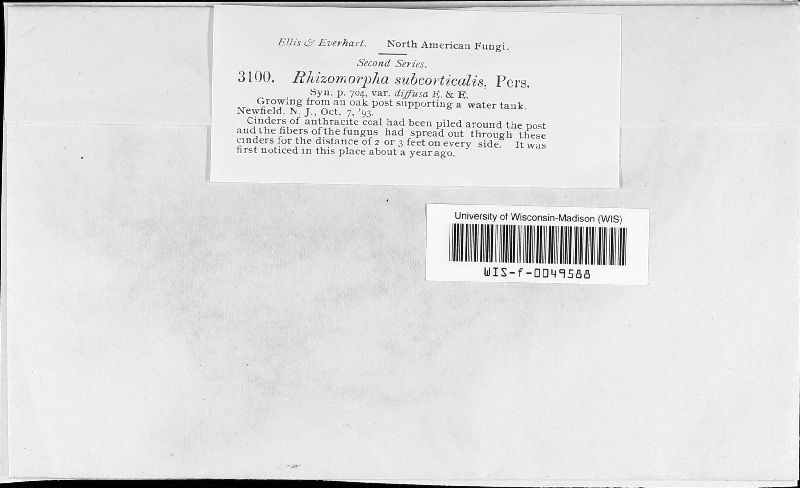 Ellis & Everhart. North American Fungi.
Second Series.
3100. Rhizomorpha subcorticalis, Pers.
Syn. p. 704, var. diffusa E. & E.
Growing from an oak post supporting a water tank.
Newfield. N. J., Oct. 7, '93.
Cinders of anthracite coal had been piled around the post
and the fibers of the fungus had spread out through these
cinders for the distance of 2 or 3 feet on every side. It was
first noticed in this place about a year ago.
University of Wisconsin-Madison (WIS)
WIS-f-0049588